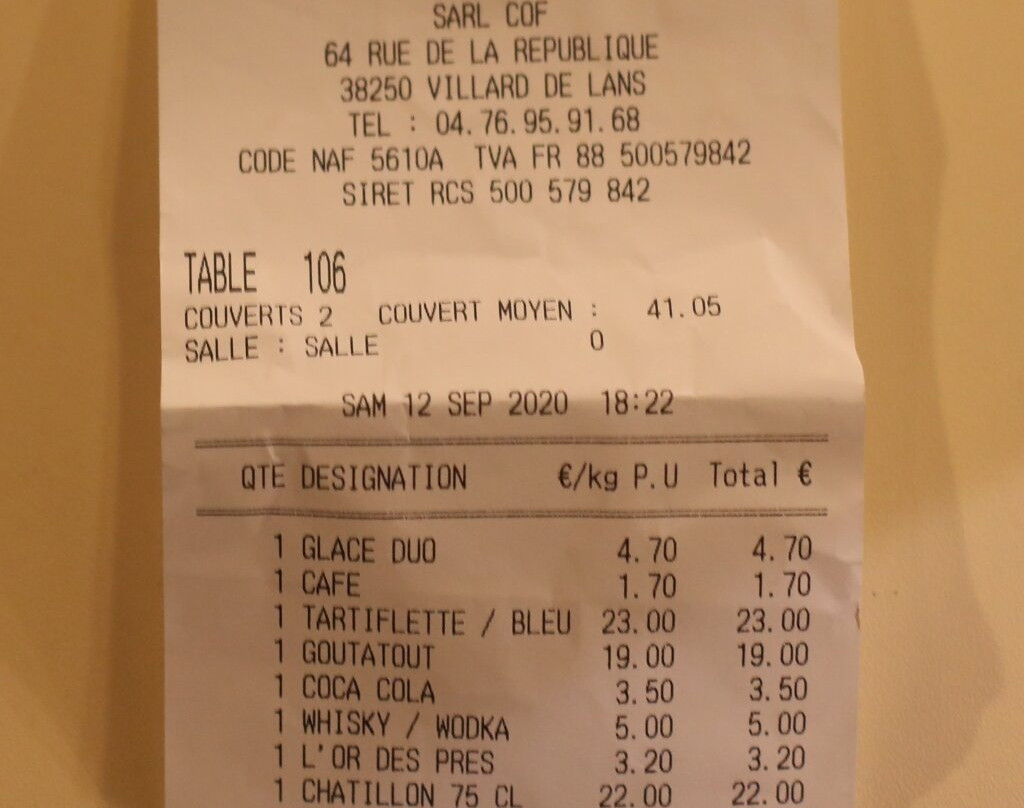 SARL COF
64 RUE DE LA REPUBLIQUE
38250 VILLARD DE LANS
TEL : 04.76.95.91.68
CODE NAF 5610A TVA FR 88 500579842
SIRET RCS 500 579 842
TABLE 106
COUVERTS 2 COUVERT MOYEN : 41.05
SALLE : SALLE 0
SAM 12 SEP 2020 18:22
QTE DESIGNATION €/kg P.U Total €
1 GLACE DUO 4.70 4.70
1 CAFE 1.70 1.70
1 TARTIFLETTE / BLEU 23.00 23.00
1 GOUTATOUT 19.00 19.00
1 COCA COLA 3.50 3.50
1 WHISKY / WODKA 5.00 5.00
1 L'OR DES PRES 3.20 3.20
1 CHATILLON 75 CL 22.00 22.00